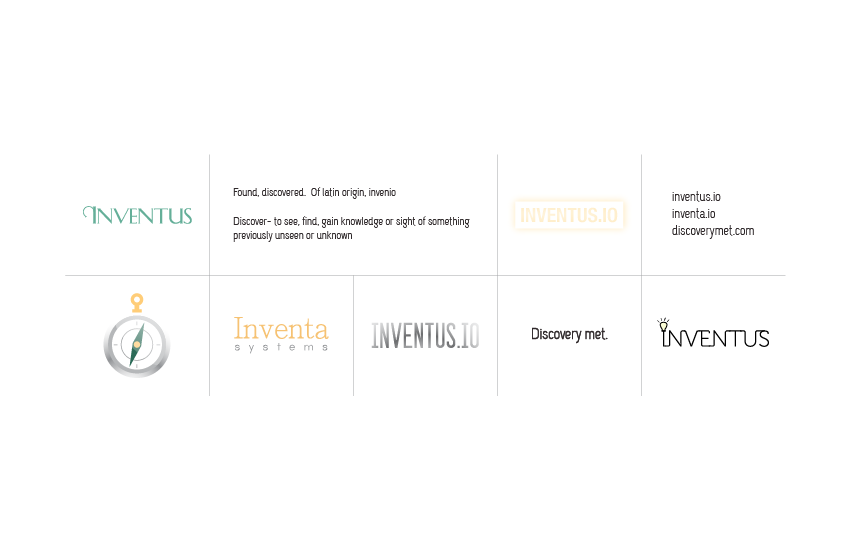 INVENTUS
Found, discovered. Of latin origin, invenio
Discover- to see, find, gain knowledge or sight of something
previously unseen or unknown
INVENTUS.IO
inventus.io
inventa.io
discoverymet.com
Inventa
systems
INVENTUS.IO
Discovery met.
INVENTUS